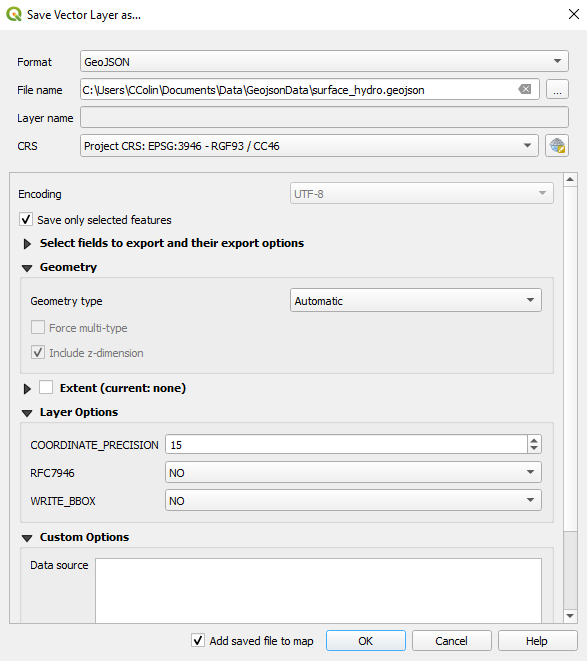 Save Vector Layer as...
Format GeoJSON
File name C:\Users\CColin\Documents\Data\GeojsonData\surface_hydro.geojson ...
Layer name
CRS Project CRS: EPSG:3946 - RGF93 / CC46
Encoding UTF-8
Save only selected features
Select fields to export and their export options
Geometry
Geometry type Automatic
Force multi-type
Include z-dimension
Extent (current: none)
Layer Options
COORDINATE_PRECISION 15
RFC7946 NO
WRITE_BBOX NO
Custom Options
Data source
Add saved file to map OK Cancel Help